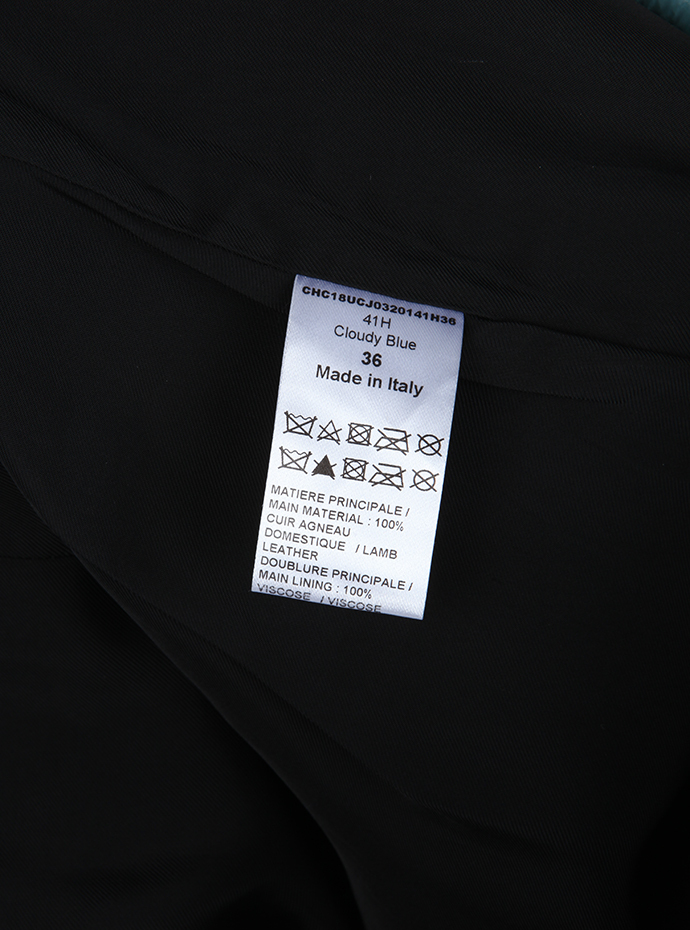 CHC18UCJ0320141H36
41H
Cloudy Blue
36
Made in Italy
MATIERE PRINCIPALE /
MAIN MATERIAL : 100%
CUIR AGNEAU
DOMESTIQUE / LAMB
LEATHER
DOUBLURE PRINCIPALE /
MAIN LINING : 100%
VISCOSE / VISCOSE